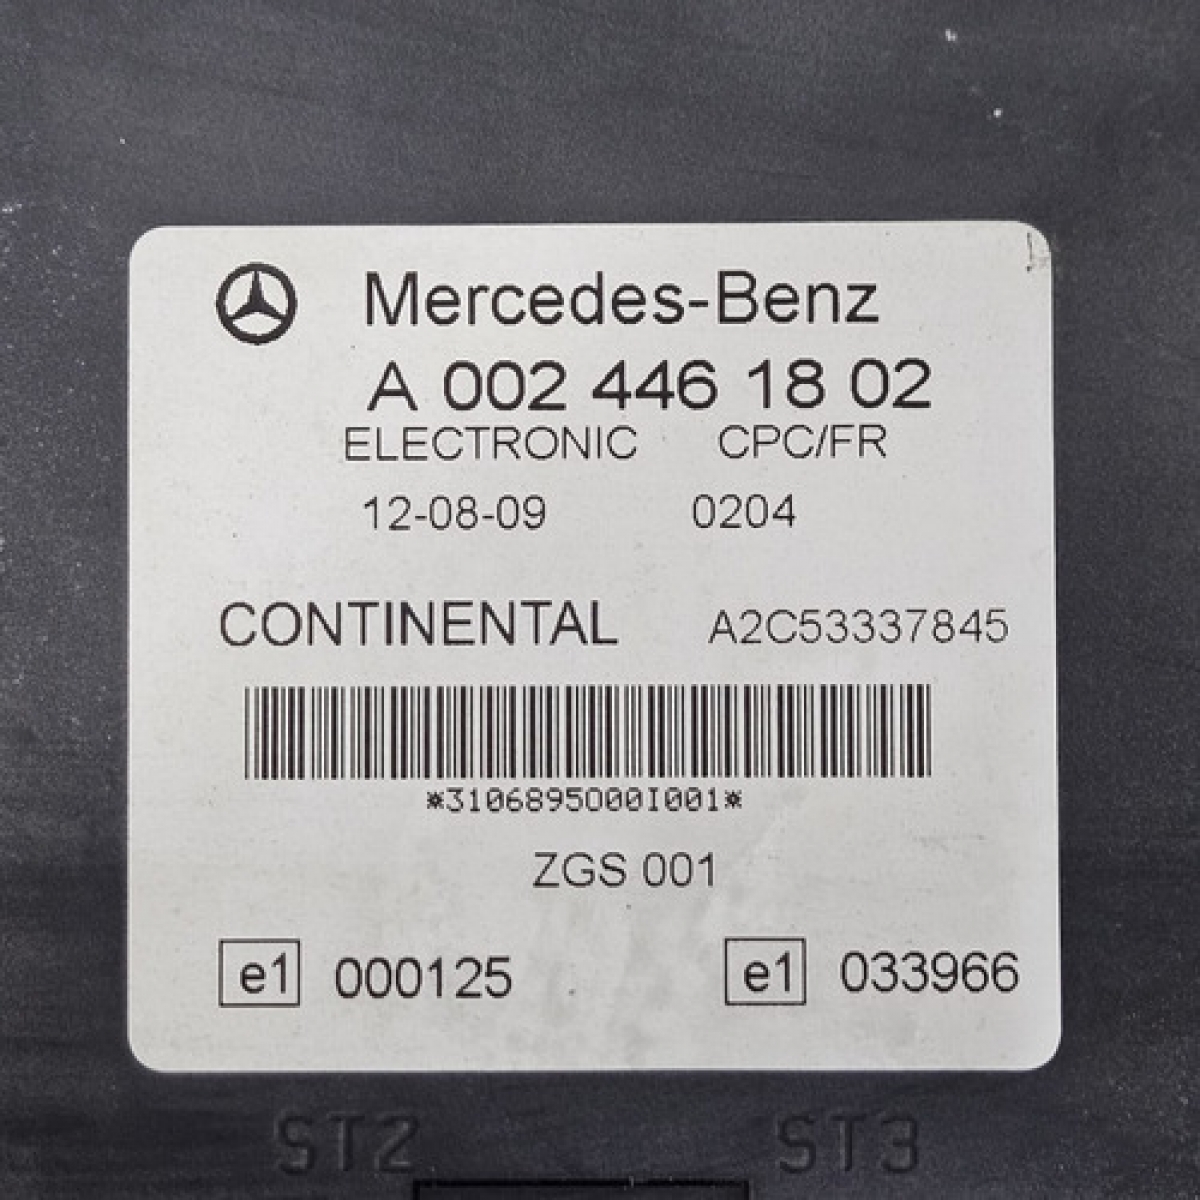 Mercedes-Benz
A 002 446 18 02
ELECTRONIC CPC/FR
12-08-09 0204
CONTINENTAL A2C53337845
*3106895000I001*
ZGS 001
e1 000125 e1 033966
ST2 ST3